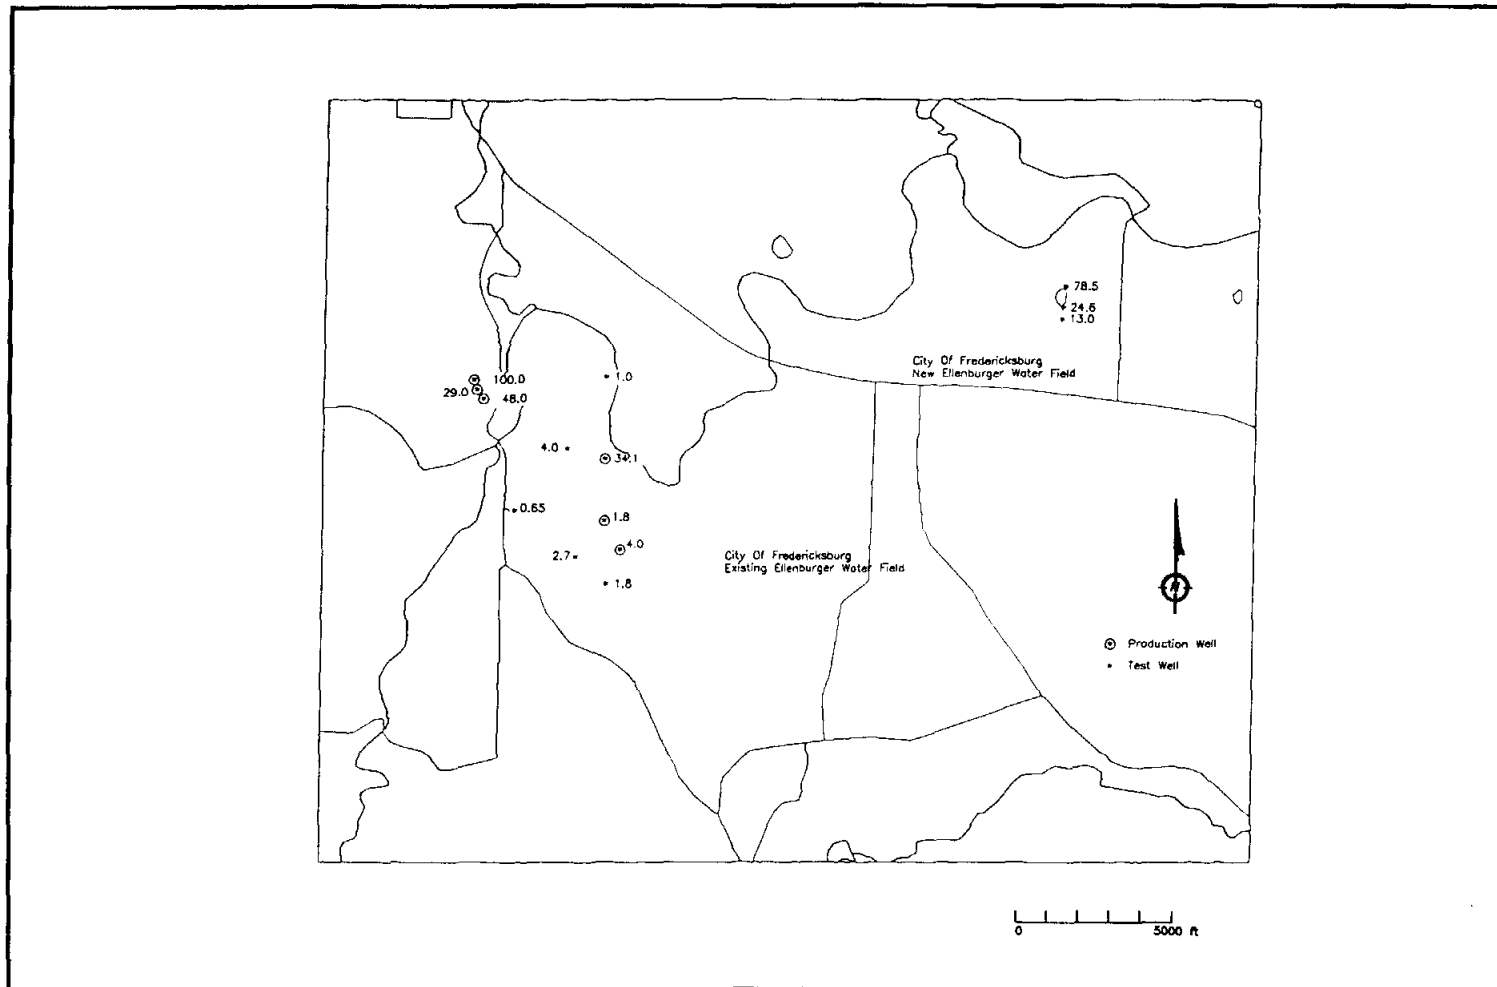 78.5
24.6
13.0
City Of Fredericksburg
New Ellenburger Water Field
100.0
29.0
48.0
1.0
4.0
34.1
0.65
1.8
4.0
2.7
1.8
City Of Fredericksburg
Existing Ellenburger Water Field
N
Production Well
Test Well
0 5000 ft